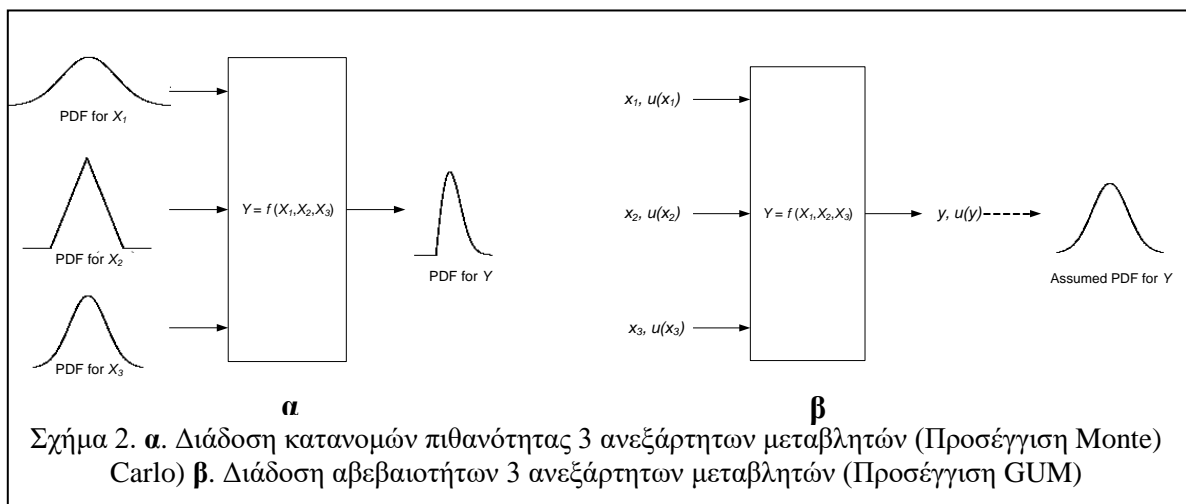 PDF for X1
PDF for X2
PDF for X3
Y = f (X1,X2,X3)
PDF for Y
α
x1, u(x1)
x2, u(x2)
x3, u(x3)
Y = f (X1,X2,X3)
y, u(y)
Assumed PDF for Y
β
Σχήμα 2. α. Διάδοση κατανομών πιθανότητας 3 ανεξάρτητων μεταβλητών (Προσέγγιση Monte)
Carlo) β. Διάδοση αβεβαιοτήτων 3 ανεξάρτητων μεταβλητών (Προσέγγιση GUM)